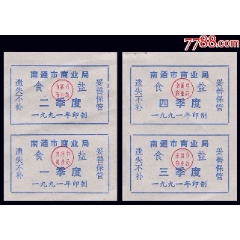 7788.com
南通市商业局
食 盐
二季度
一九九一年印制
遗失不补
妥善保管
南通市商业局
食 盐
四季度
一九九一年印制
遗失不补
妥善保管
南通市商业局
食 盐
一季度
一九九一年印制
遗失不补
妥善保管
南通市商业局
食 盐
三季度
一九九一年印制
遗失不补
妥善保管